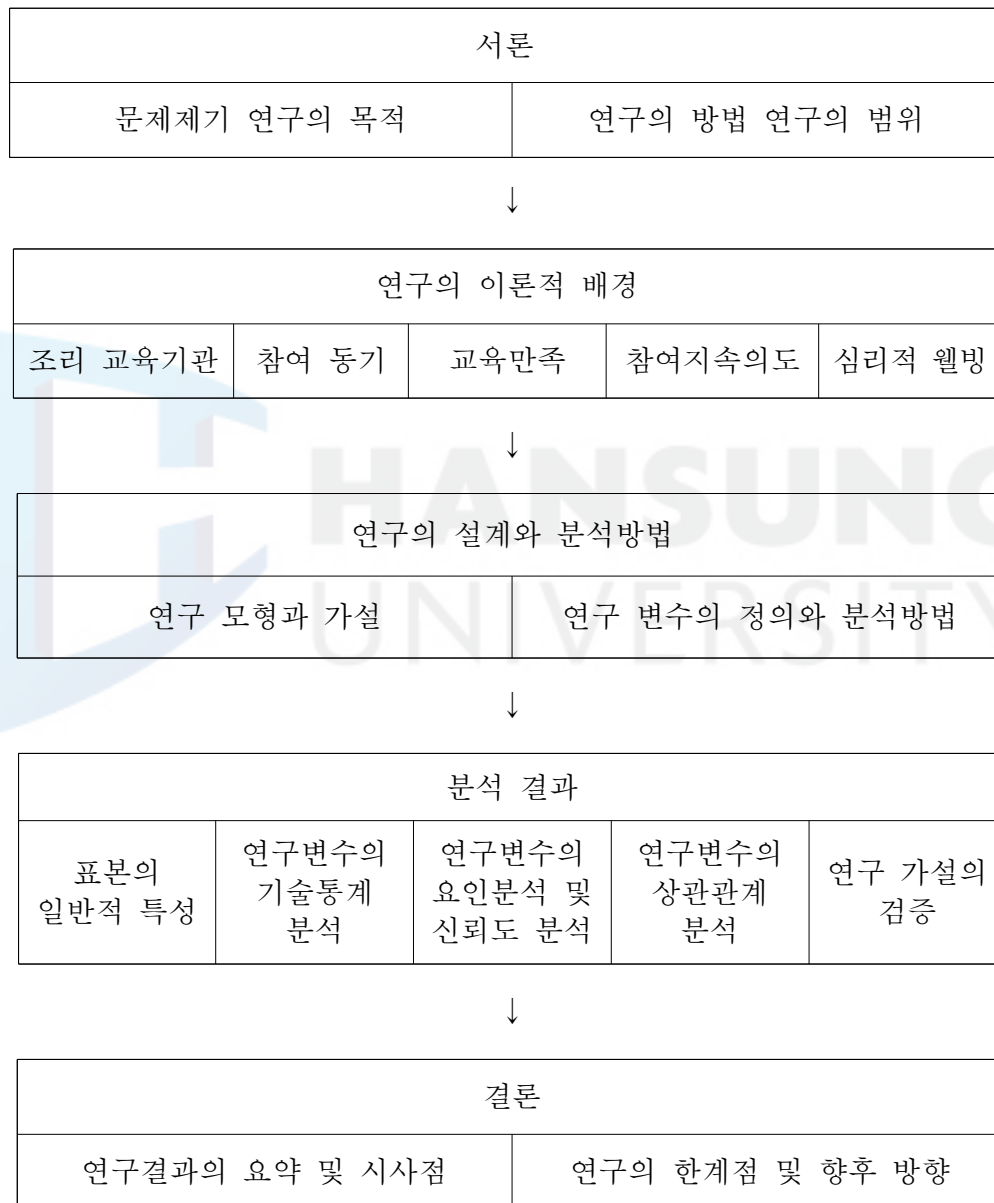 서론
문제제기 연구의 목적
연구의 방법 연구의 범위
↓
연구의 이론적 배경
조리 교육기관
참여 동기
교육만족
참여지속의도
심리적 웰빙
↓
연구의 설계와 분석방법
연구 모형과 가설
연구 변수의 정의와 분석방법
↓
분석 결과
표본의
일반적 특성
연구변수의
기술통계
분석
연구변수의
요인분석 및
신뢰도 분석
연구변수의
상관관계
분석
연구 가설의
검증
↓
결론
연구결과의 요약 및 시사점
연구의 한계점 및 향후 방향
HANSUNG
UNIVERSITY